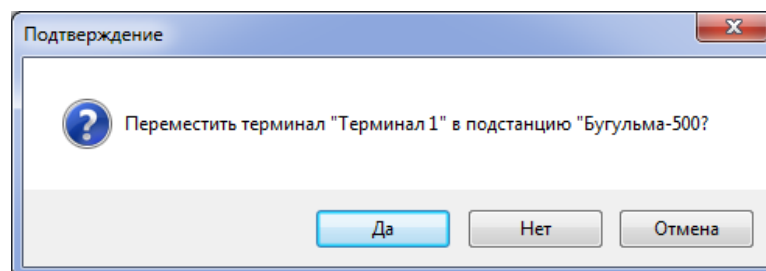 Подтверждение
Переместить терминал "Терминал 1" в подстанцию "Бугульма-500?
Да
Нет
Отмена